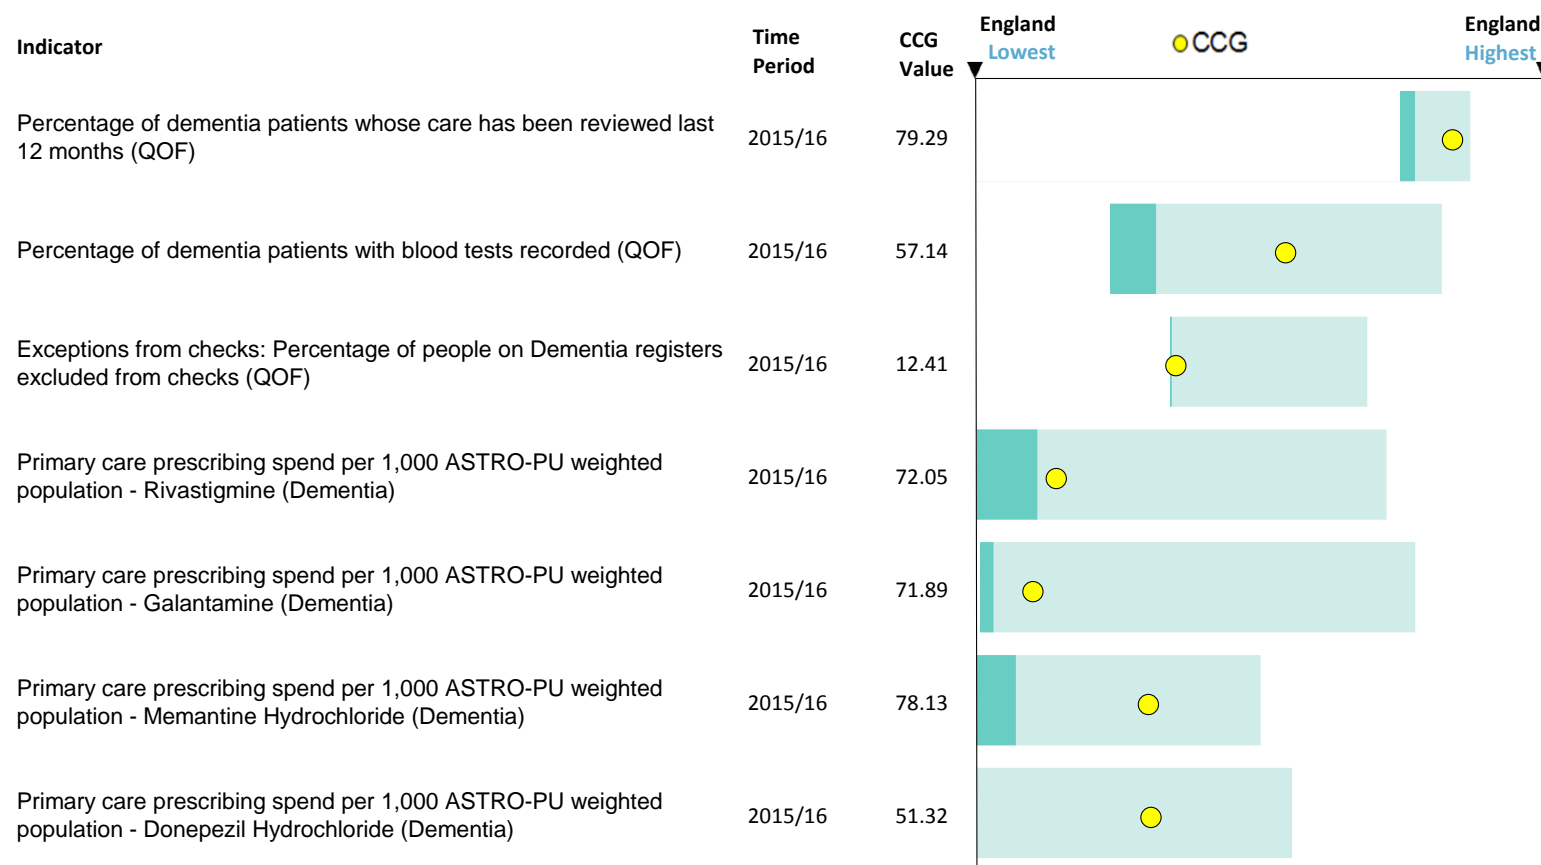 Indicator
Time
Period
CCG
Value
England
Lowest
CCG
England
Highest
Percentage of dementia patients whose care has been reviewed last
12 months (QOF)
2015/16
79.29
Percentage of dementia patients with blood tests recorded (QOF)
2015/16
57.14
Exceptions from checks: Percentage of people on Dementia registers
excluded from checks (QOF)
2015/16
12.41
Primary care prescribing spend per 1,000 ASTRO-PU weighted
population - Rivastigmine (Dementia)
2015/16
72.05
Primary care prescribing spend per 1,000 ASTRO-PU weighted
population - Galantamine (Dementia)
2015/16
71.89
Primary care prescribing spend per 1,000 ASTRO-PU weighted
population - Memantine Hydrochloride (Dementia)
2015/16
78.13
Primary care prescribing spend per 1,000 ASTRO-PU weighted
population - Donepezil Hydrochloride (Dementia)
2015/16
51.32